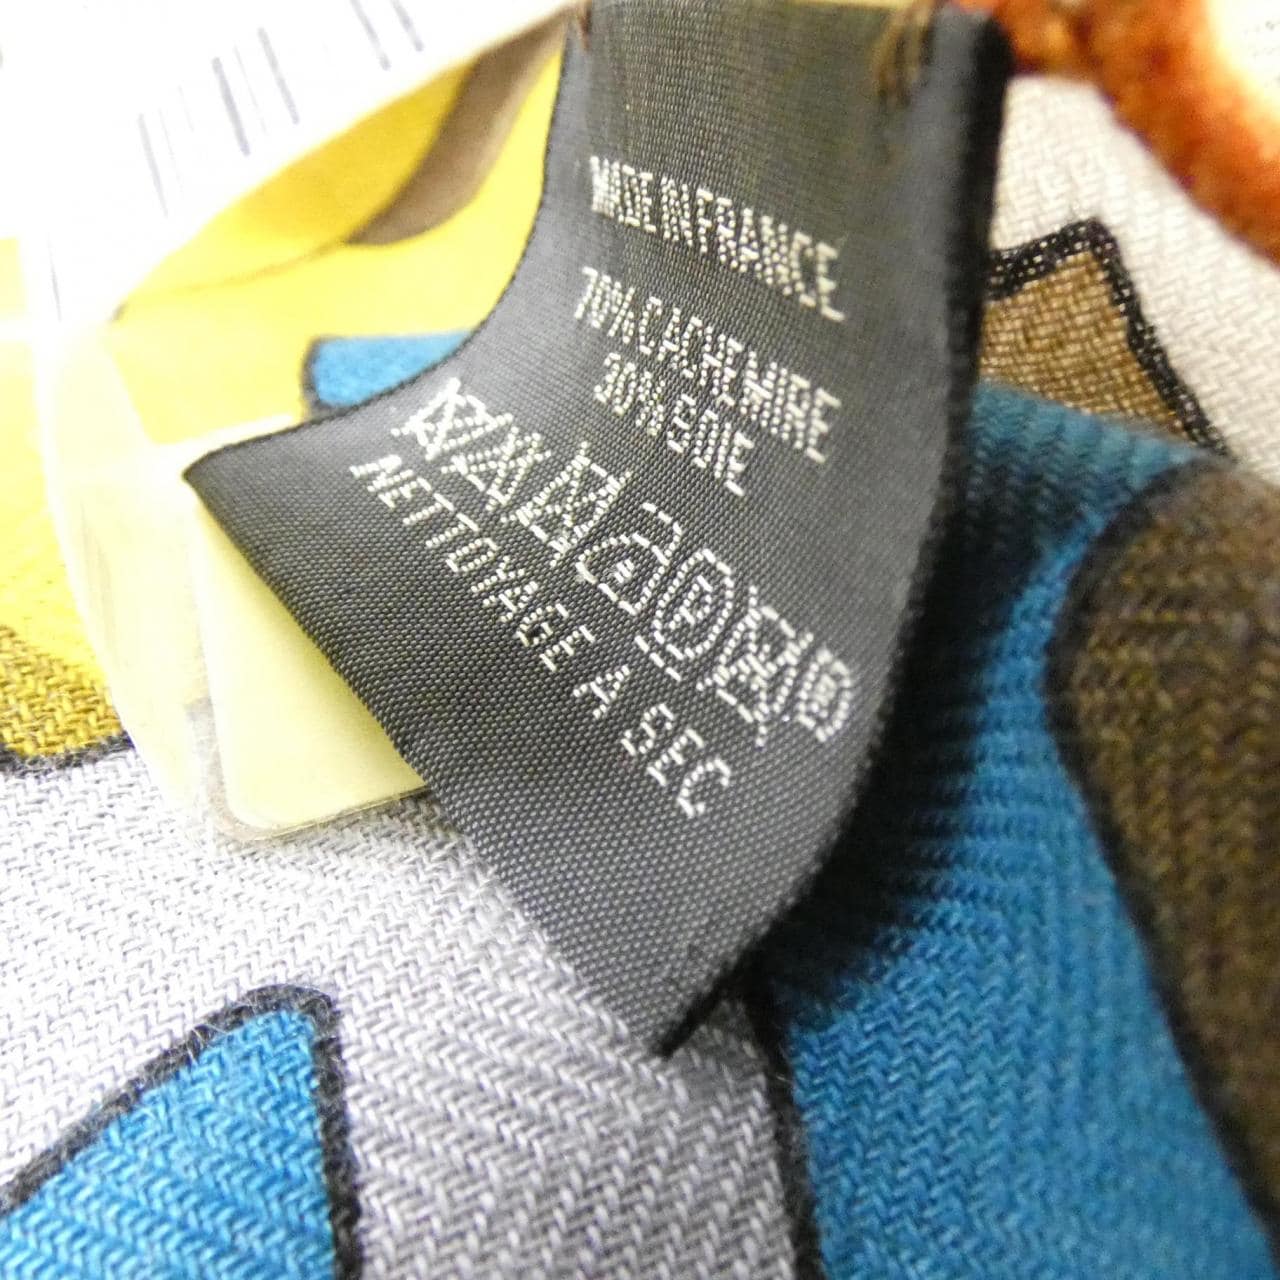 MADE IN FRANCE
70% CACHEMIRE
30% SOIE
NETTOYAGE A SEC